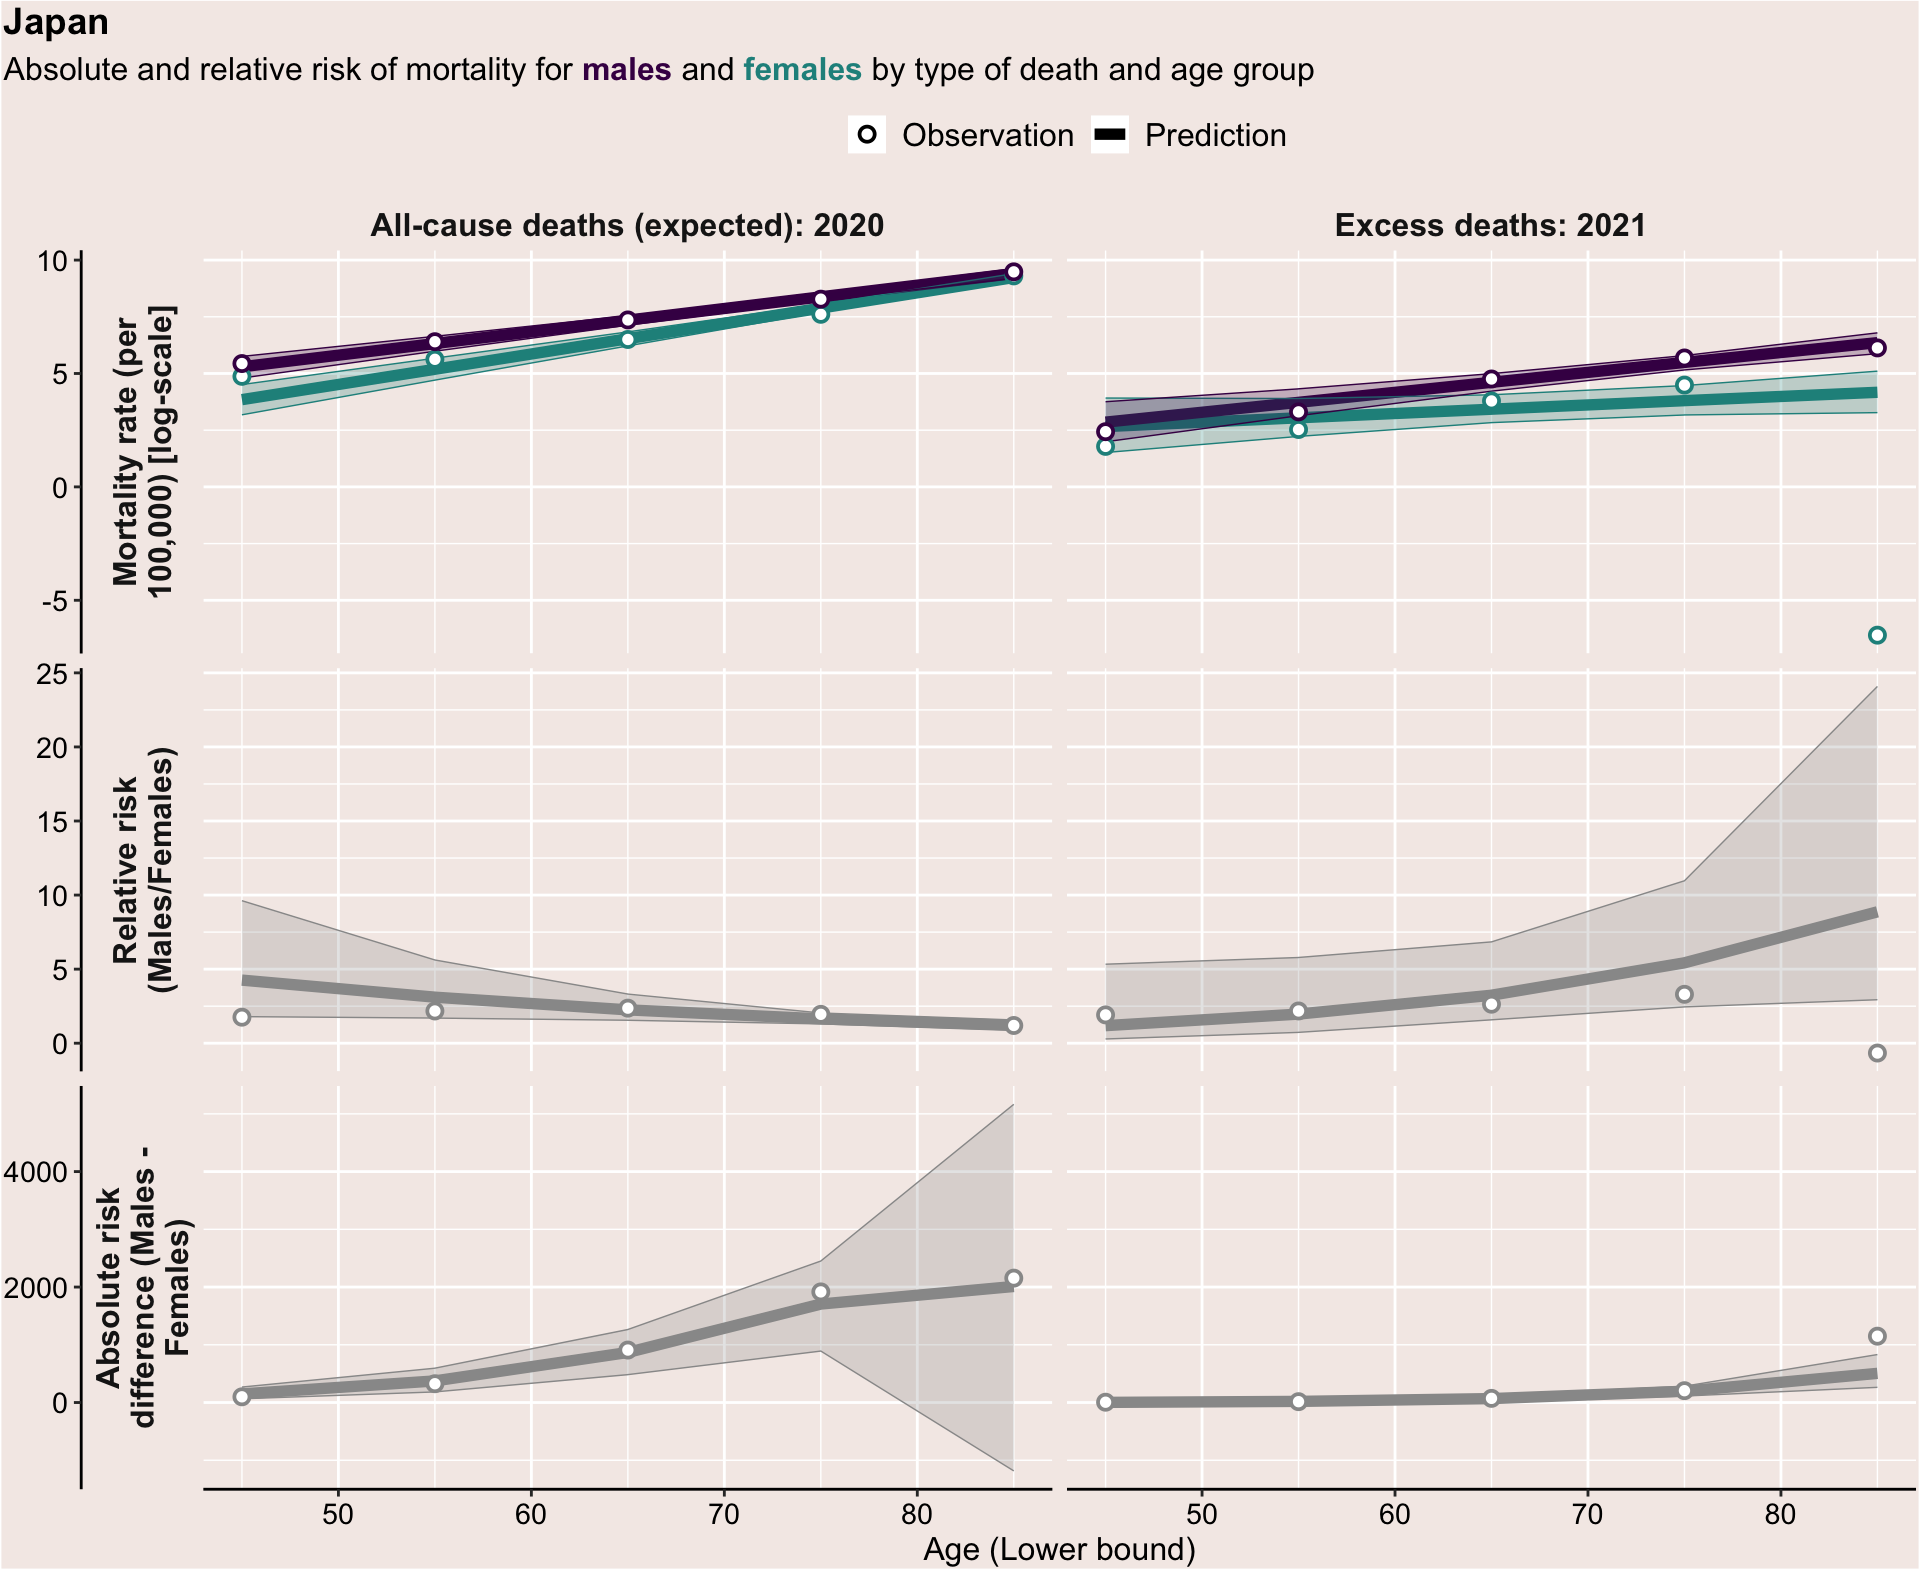 Japan
Absolute and relative risk of mortality for males and females by type of death and age group
Observation
Prediction
All-cause deaths (expected): 2020
Excess deaths: 2021
Mortality rate (per
100,000) [log-scale]
10
5
0
-5
Relative risk
(Males/Females)
25
20
15
10
5
0
Absolute risk
difference (Males -
Females)
4000
2000
0
50
60
70
80
50
60
70
80
Age (Lower bound)